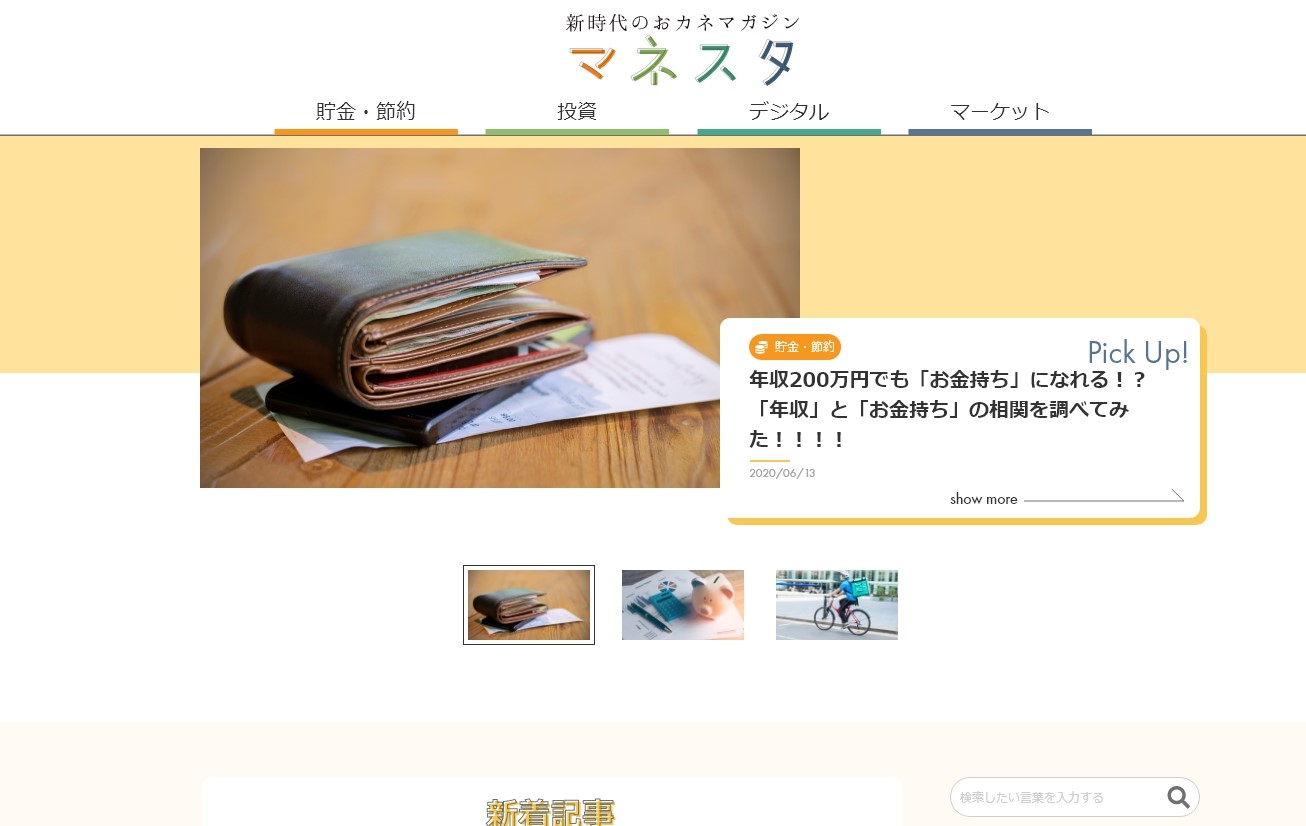 新時代のおカネマガジン
マネスタ
貯金・節約
投資
デジタル
マーケット
貯金・節約
Pick Up!
年収200万円でも「お金持ち」になれる！？
「年収」と「お金持ち」の相関を調べてみ
た！！！！
2020/06/13
show more
新着記事
検索したい言葉を入力する